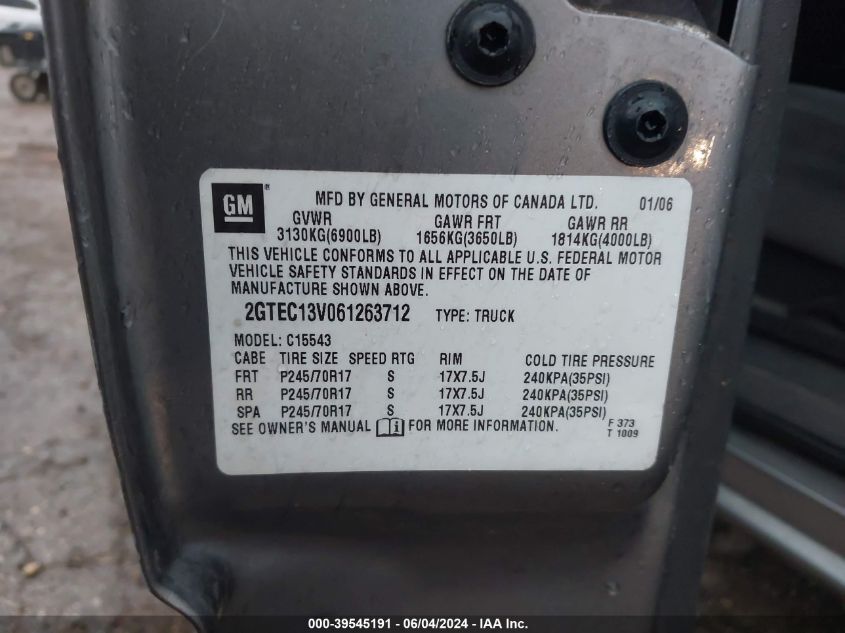 GM ® MFD BY GENERAL MOTORS OF CANADA LTD. 01/06
GVWR GAWR FRT GAWR RR
3130KG(6900LB) 1656KG(3650LB) 1814KG(4000LB)
THIS VEHICLE CONFORMS TO ALL APPLICABLE U.S. FEDERAL MOTOR
VEHICLE SAFETY STANDARDS IN EFFECT ON THE DATE OF
MANUFACTURE SHOWN ABOVE.
2GTEC13V061263712 TYPE: TRUCK
MODEL: C15543
CABE TIRE SIZE SPEED RTG RIM COLD TIRE PRESSURE
FRT P245/70R17 S 17X7.5J 240KPA(35PSI)
RR P245/70R17 S 17X7.5J 240KPA(35PSI)
SPA P245/70R17 S 17X7.5J 240KPA(35PSI)
SEE OWNER'S MANUAL i FOR MORE INFORMATION.
F 373
T 1009
000-39545191 - 06/04/2024 - IAA Inc.